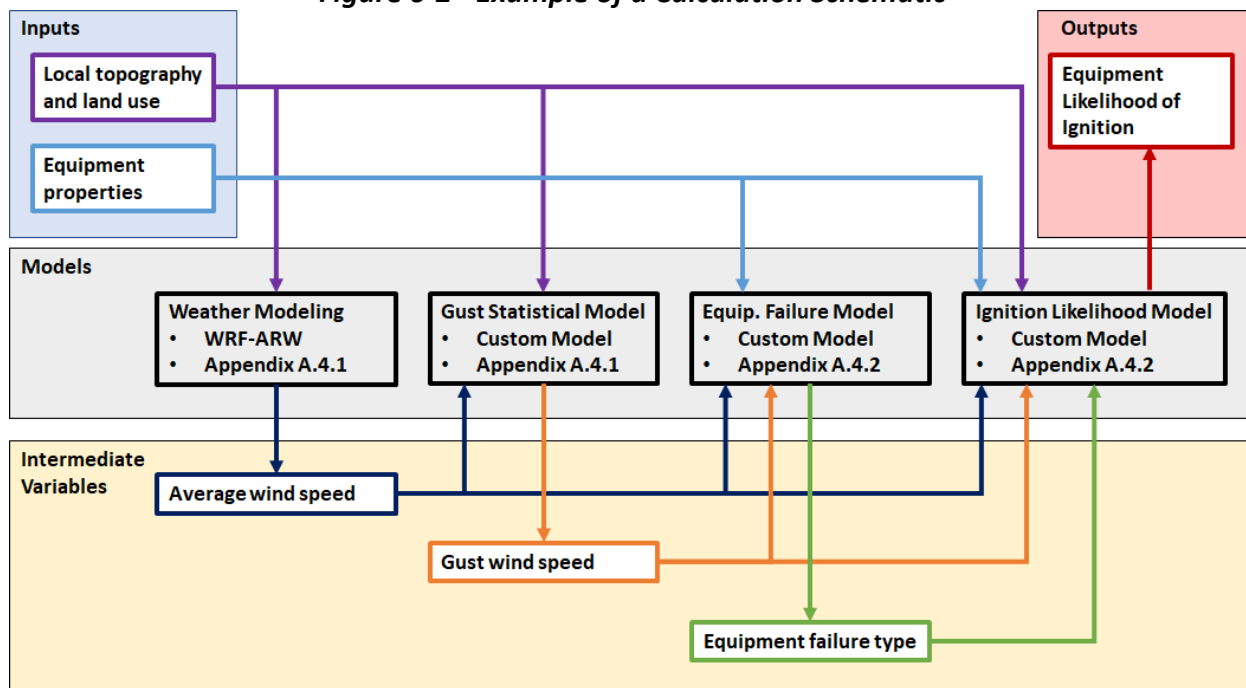 Inputs
Local topography
and land use
Equipment
properties
Outputs
Equipment
Likelihood of
Ignition
Models
Weather Modeling
• WRF-ARW
• Appendix A.4.1
Gust Statistical Model
• Custom Model
• Appendix A.4.1
Equip. Failure Model
• Custom Model
• Appendix A.4.2
Ignition Likelihood Model
• Custom Model
• Appendix A.4.2
Intermediate
Variables
Average wind speed
Gust wind speed
Equipment failure type